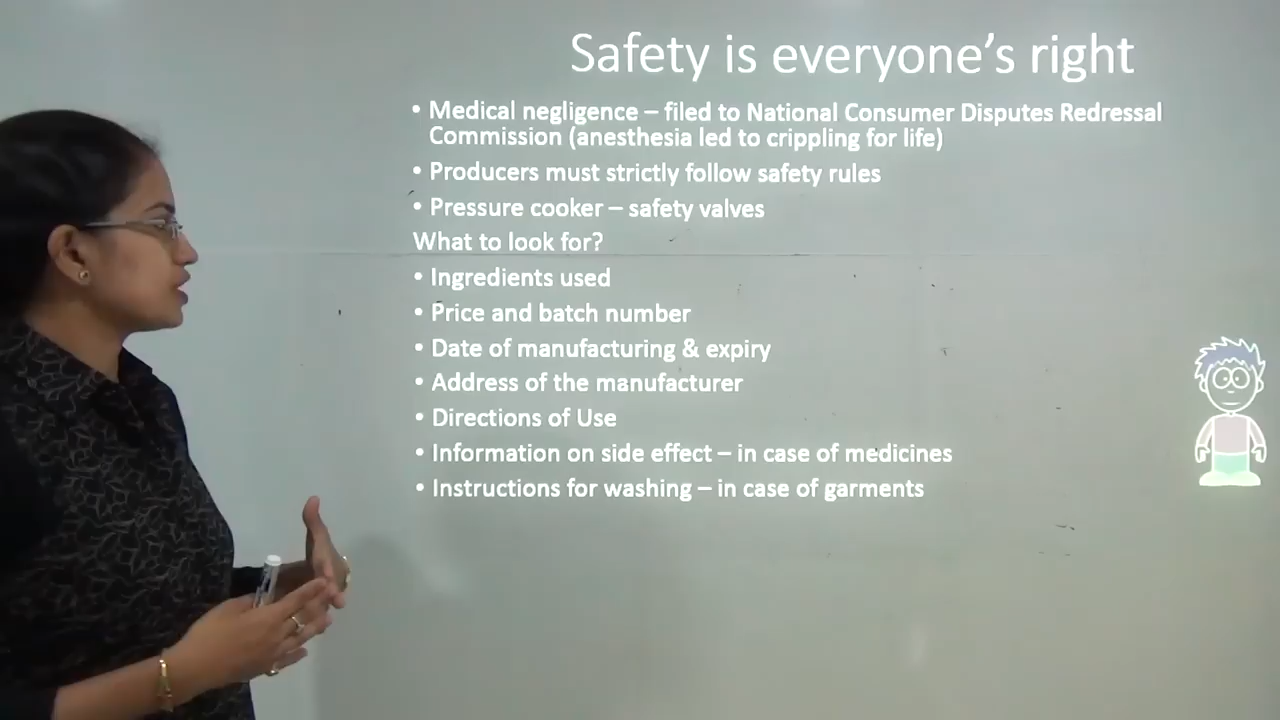 Safety is everyone's right
• Medical negligence – filed to National Consumer Disputes Redressal
Commission (anesthesia led to crippling for life)
• Producers must strictly follow safety rules
• Pressure cooker – safety valves
What to look for?
• Ingredients used
• Price and batch number
• Date of manufacturing & expiry
• Address of the manufacturer
• Directions of Use
• Information on side effect – in case of medicines
• Instructions for washing – in case of garments